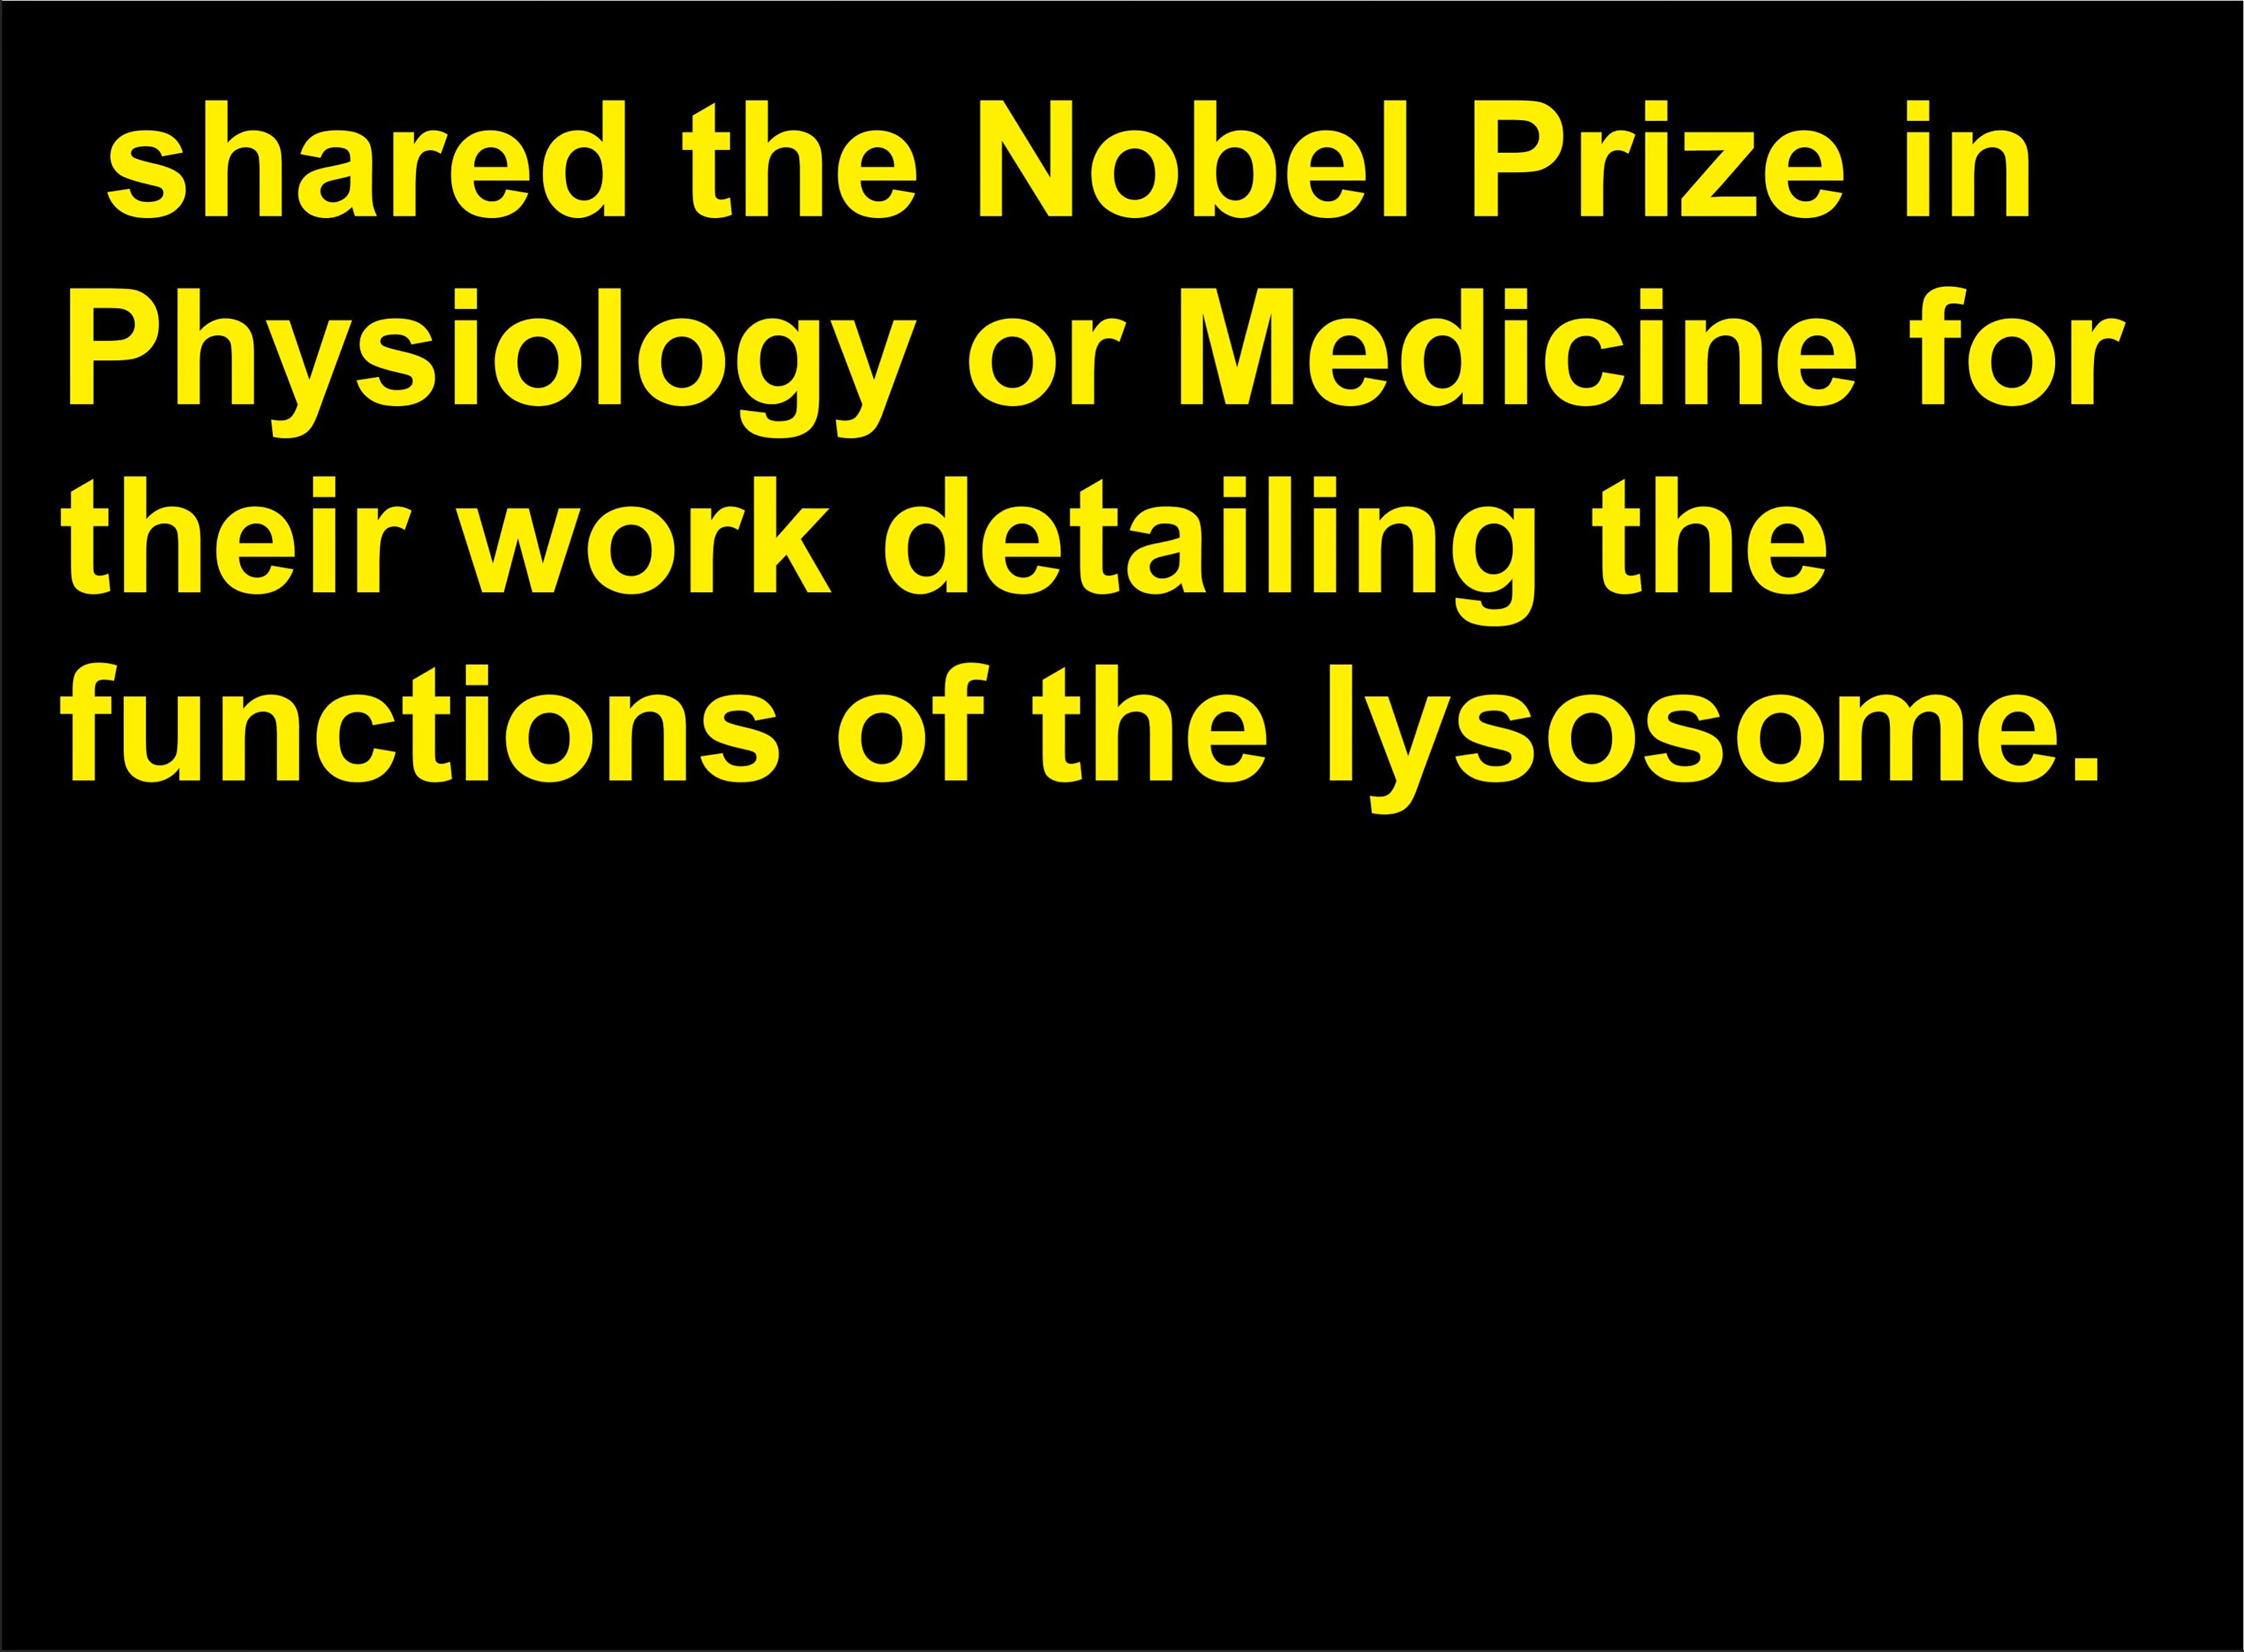 shared the Nobel Prize in
Physiology or Medicine for
their work detailing the
functions of the lysosome.